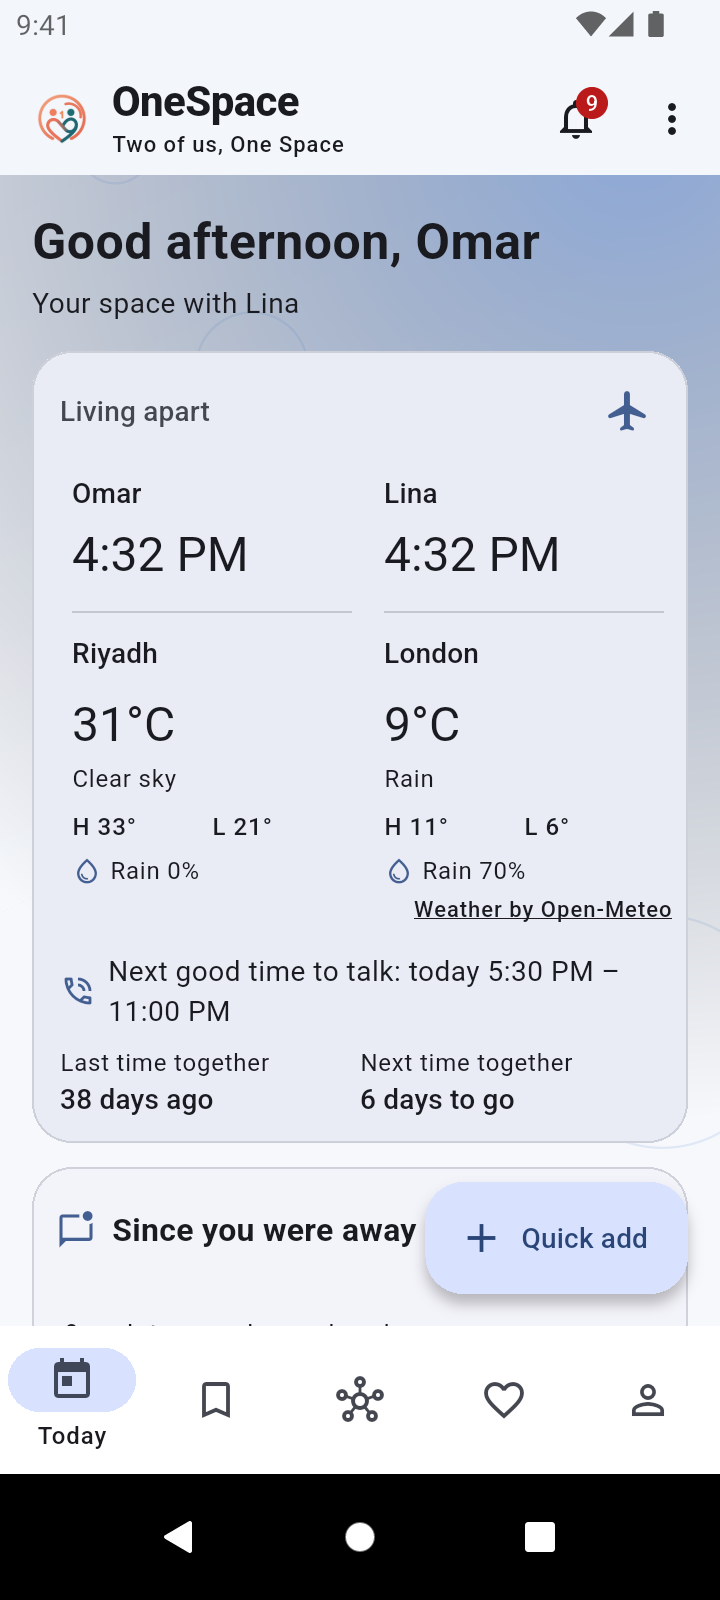 9:41
OneSpace
Two of us, One Space
9
Good afternoon, Omar
Your space with Lina
Living apart
Omar
Lina
4:32 PM
4:32 PM
Riyadh
London
31°C
9°C
Clear sky
Rain
H 33°
L 21°
H 11°
L 6°
Rain 0%
Rain 70%
Weather by Open-Meteo
Next good time to talk: today 5:30 PM –
11:00 PM
Last time together
Next time together
38 days ago
6 days to go
Since you were away
Quick add
Today